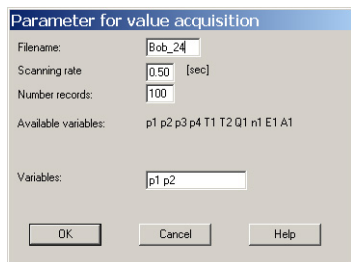 Parameter for value acquisition
Filename: Bob_24
Scanning rate 0.50 [sec]
Number records: 100
Available variables: p1 p2 p3 p4 T1 T2 Q1 n1 E1 A1
Variables: p1 p2
OK Cancel Help